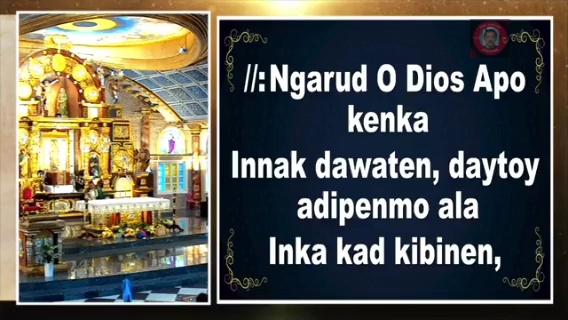 //: Ngarud O Dios Apo
kenka
Innak dawaten, daytoy
adipenmo ala
Inka kad kibinen,